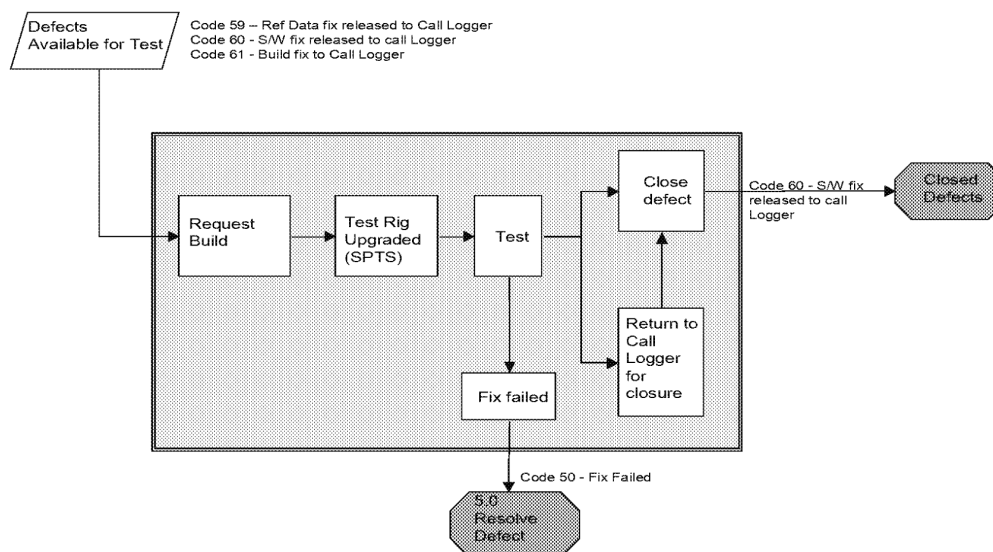 Defects
Available for Test
Code 59 – Ref Data fix released to Call Logger
Code 60 - S/W fix released to call Logger
Code 61 - Build fix to Call Logger
Request
Build
Test Rig
Upgraded
(SPTS)
Test
Close
defect
Code 60 - S/W fix
released to call
Logger
Closed
Defects
Return to
Call
Logger
for
closure
Fix failed
Code 50 - Fix Failed
5.0
Resolve
Defect